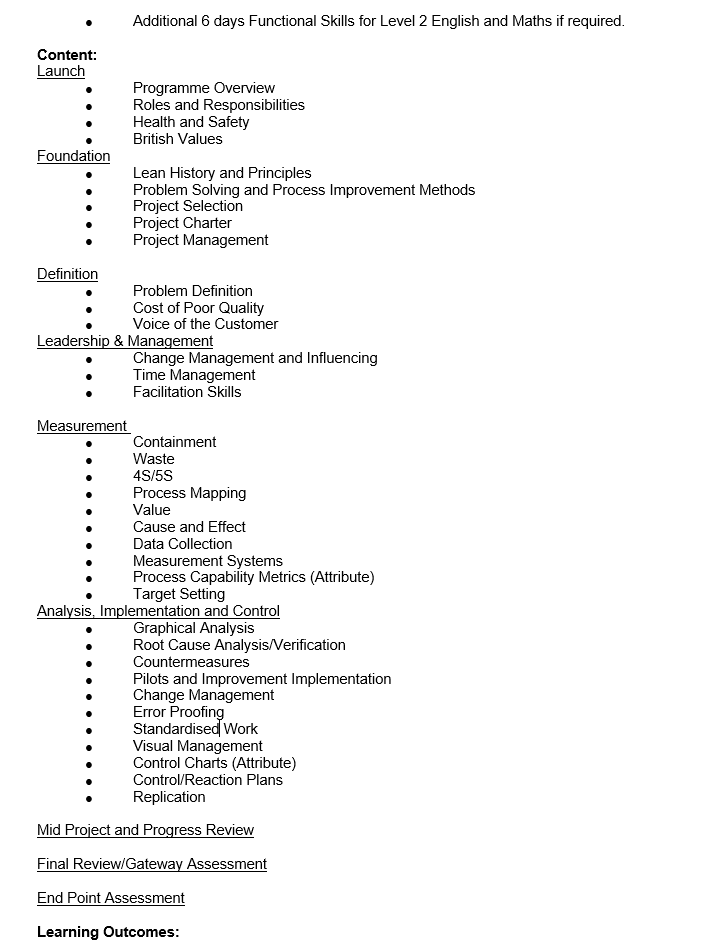 • Additional 6 days Functional Skills for Level 2 English and Maths if required.
Content:
Launch
• Programme Overview
• Roles and Responsibilities
• Health and Safety
• British Values
Foundation
• Lean History and Principles
• Problem Solving and Process Improvement Methods
• Project Selection
• Project Charter
• Project Management
Definition
• Problem Definition
• Cost of Poor Quality
• Voice of the Customer
Leadership & Management
• Change Management and Influencing
• Time Management
• Facilitation Skills
Measurement
• Containment
• Waste
• 4S/5S
• Process Mapping
• Value
• Cause and Effect
• Data Collection
• Measurement Systems
• Process Capability Metrics (Attribute)
• Target Setting
Analysis, Implementation and Control
• Graphical Analysis
• Root Cause Analysis/Verification
• Countermeasures
• Pilots and Improvement Implementation
• Change Management
• Error Proofing
• Standardised Work
• Visual Management
• Control Charts (Attribute)
• Control/Reaction Plans
• Replication
Mid Project and Progress Review
Final Review/Gateway Assessment
End Point Assessment
Learning Outcomes: